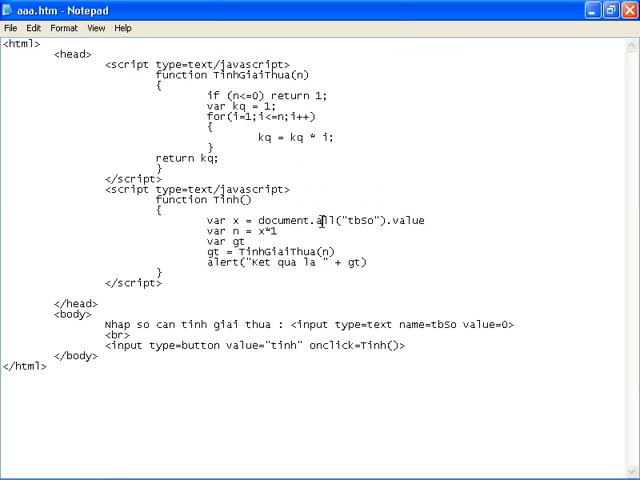 aaa.htm - Notepad
File Edit Format View Help
<html>
<head>
<script type=text/javascript>
function TinhGiaiThua(n)
{
if (n<=0) return 1;
var kq = 1;
for(i=1;i<=n;i++)
{
kq = kq * i;
}
return kq;
}
</script>
<script type=text/javascript>
function Tinh()
{
var x = document.all("tbSo").value
var n = x*1
var gt
gt = TinhGiaiThua(n)
alert("Ket qua la " + gt)
}
</script>
</head>
<body>
Nhap so can tinh giai thua : <input type=text name=tbSo value=0>
<br>
<input type=button value="tinh" onclick=Tinh()>
</body>
</html>